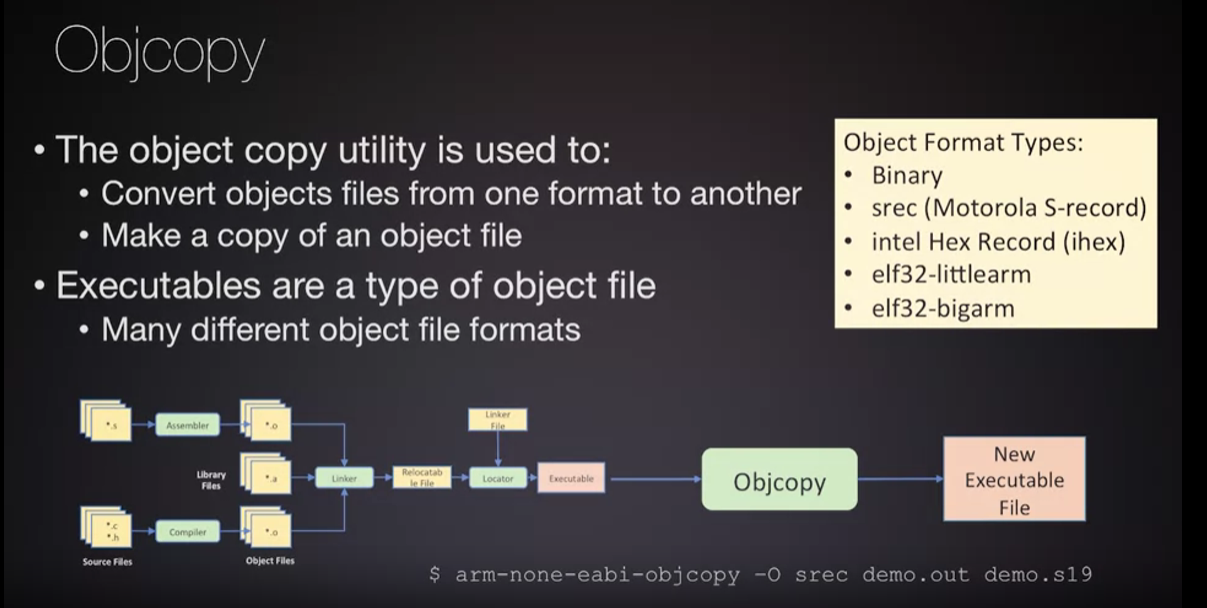 Objcopy
• The object copy utility is used to:
• Convert objects files from one format to another
• Make a copy of an object file
• Executables are a type of object file
• Many different object file formats
Object Format Types:
• Binary
• srec (Motorola S-record)
• intel Hex Record (ihex)
• elf32-littlearm
• elf32-bigarm
*.s
Assembler
*.o
Library
Files
*.a
Linker
Relocatab
le File
Linker
File
Locator
Executable
*.c
*.h
Compiler
*.o
Source Files
Object Files
Objcopy
New
Executable
File
$ arm-none-eabi-objcopy -O srec demo.out demo.s19